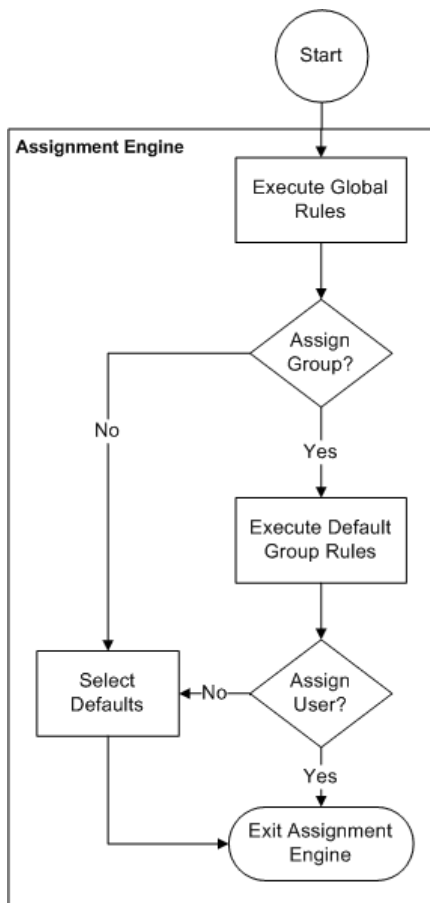 Start
Assignment Engine
Execute Global
Rules
Assign
Group?
No
Yes
Execute Default
Group Rules
Select
Defaults
No
Assign
User?
Yes
Exit Assignment
Engine